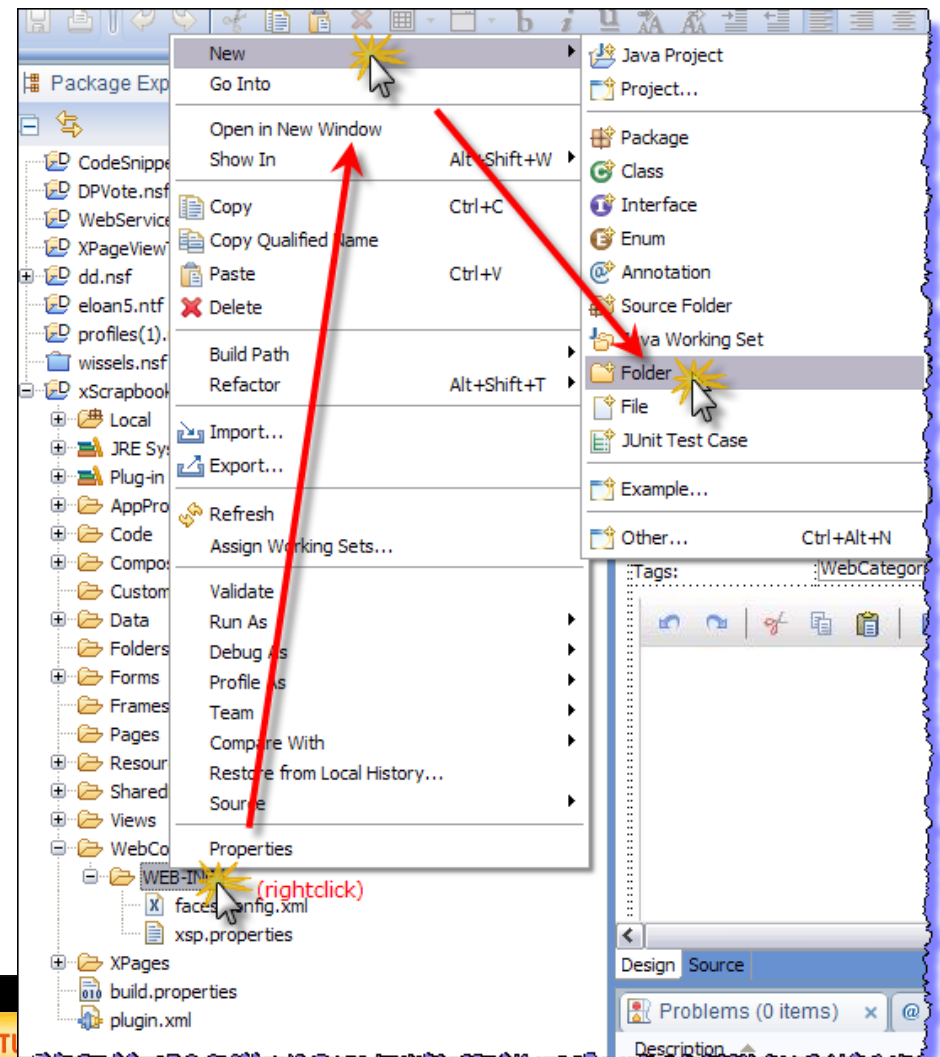 Package Exp
CodeSnippe
DPVote.nsf
WebService
XPageView
dd.nsf
eloan5.ntf
profiles(1).
wissels.nsf
xScrapbook
Local
JRE Sys
Plug-in
AppPro
Code
Compos
Custom
Data
Folders
Forms
Frames
Pages
Resour
Shared
Views
WebCo
WEB-IN
(rightclick)
faces-config.xml
xsp.properties
XPages
build.properties
plugin.xml
New
Go Into
Open in New Window
Show In Alt+Shift+W
Copy Ctrl+C
Copy Qualified Name
Paste Ctrl+V
Delete
Build Path
Refactor Alt+Shift+T
Import...
Export...
Refresh
Assign Working Sets...
Validate
Run As
Debug As
Profile As
Team
Compare With
Restore from Local History...
Source
Properties
Java Project
Project...
Package
Class
Interface
Enum
Annotation
Source Folder
Java Working Set
Folder
File
JUnit Test Case
Example...
Other... Ctrl+Alt+N
Tags: WebCategor
Design Source
Problems (0 items)
Description